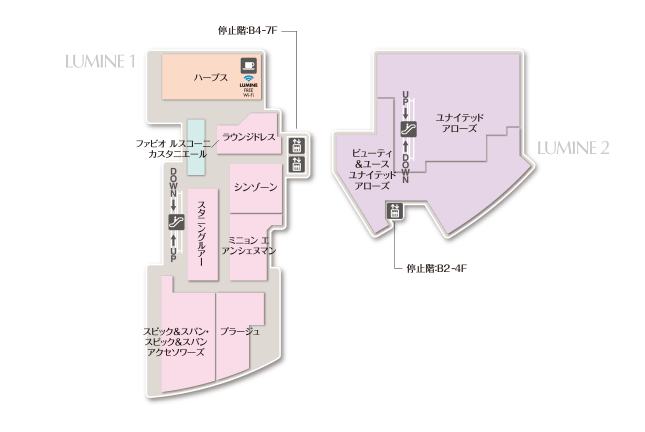 停止階:B4-7F
LUMINE 1
ハーブス
LUMINE
FREE
Wi-Fi
ラウンジドレス
ファビオ ルスコーニ／
カスタニエール
シンゾーン
DOWN
UP
スタニングルアー
ミニョン エ
アンシェヌマン
スピック&スパン・
スピック&スパン
アクセソワーズ
プラージュ
LUMINE 2
UP
DOWN
ユナイテッド
アローズ
ビューティ
&ユース
ユナイテッド
アローズ
停止階:B2-4F